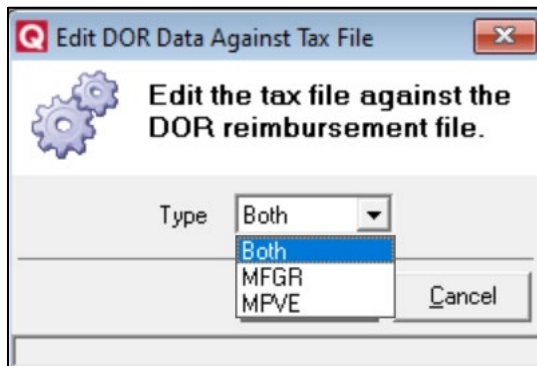 Q Edit DOR Data Against Tax File
Edit the tax file against the
DOR reimbursement file.
Type Both
Both
MFGR
MPVE
Cancel